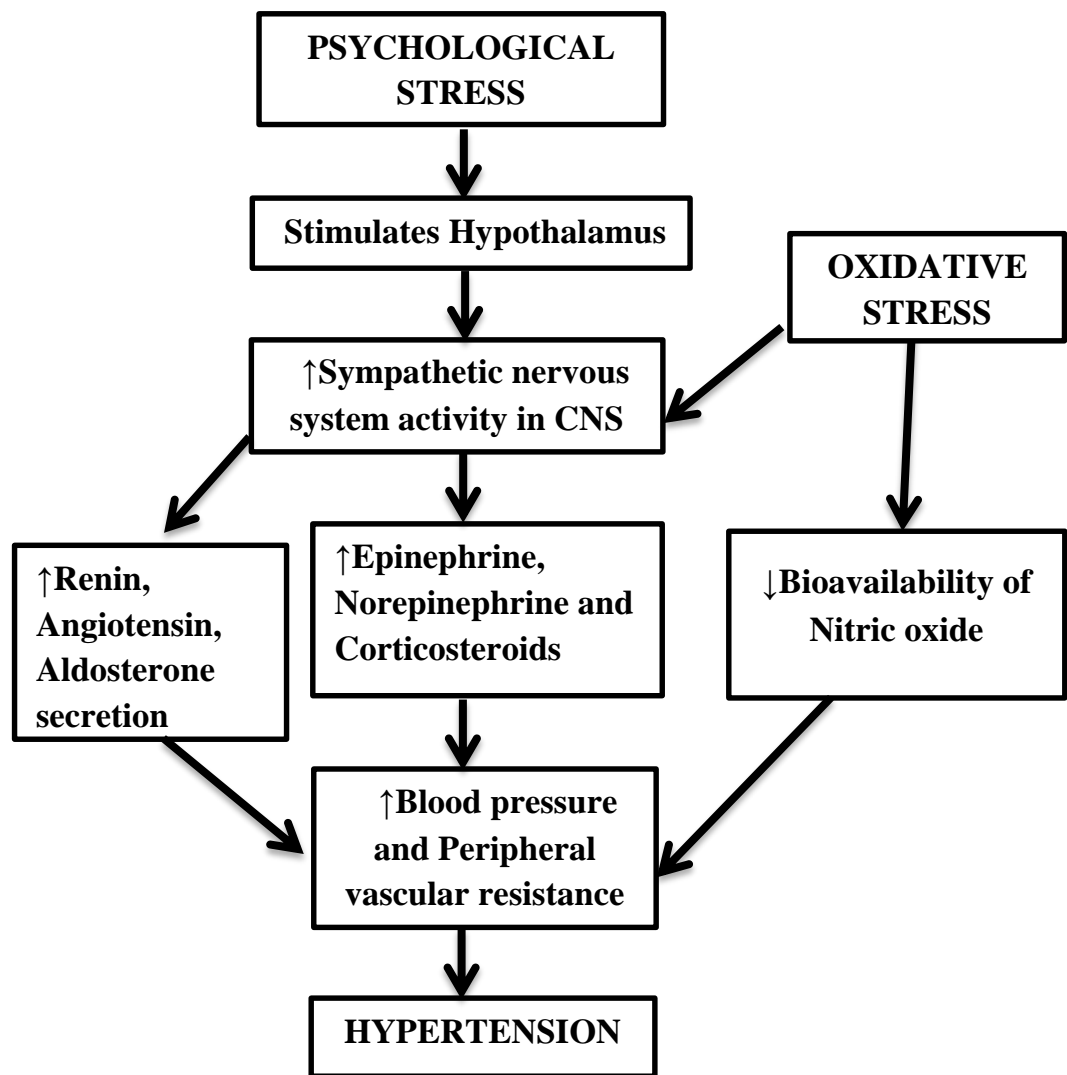 PSYCHOLOGICAL
STRESS
Stimulates Hypothalamus
OXIDATIVE
STRESS
↑Sympathetic nervous
system activity in CNS
↑Renin,
Angiotensin,
Aldosterone
secretion
↑Epinephrine,
Norepinephrine and
Corticosteroids
↓Bioavailability of
Nitric oxide
↑Blood pressure
and Peripheral
vascular resistance
HYPERTENSION